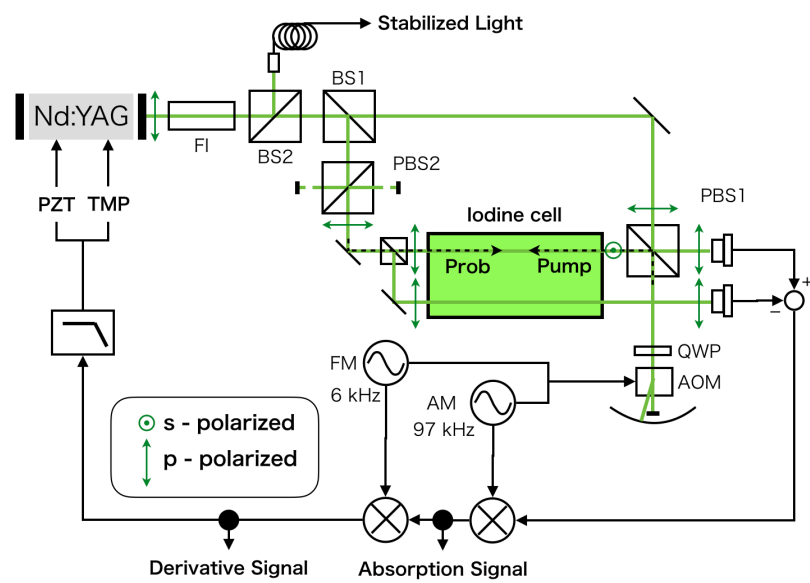 Stabilized Light
BS1
Nd:YAG
FI
BS2
PBS2
PZT
TMP
PBS1
Iodine cell
Prob
Pump
+
−
QWP
FM
6 kHz
AOM
AM
97 kHz
s - polarized
p - polarized
Derivative Signal
Absorption Signal